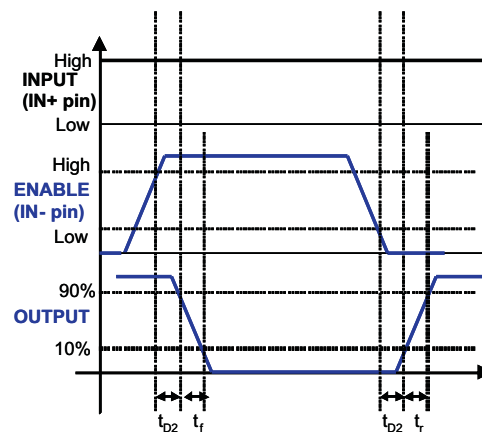 High
INPUT
(IN+ pin)
Low
High
ENABLE
(IN- pin)
Low
90%
OUTPUT
10%
tD2 tf tD2 tr